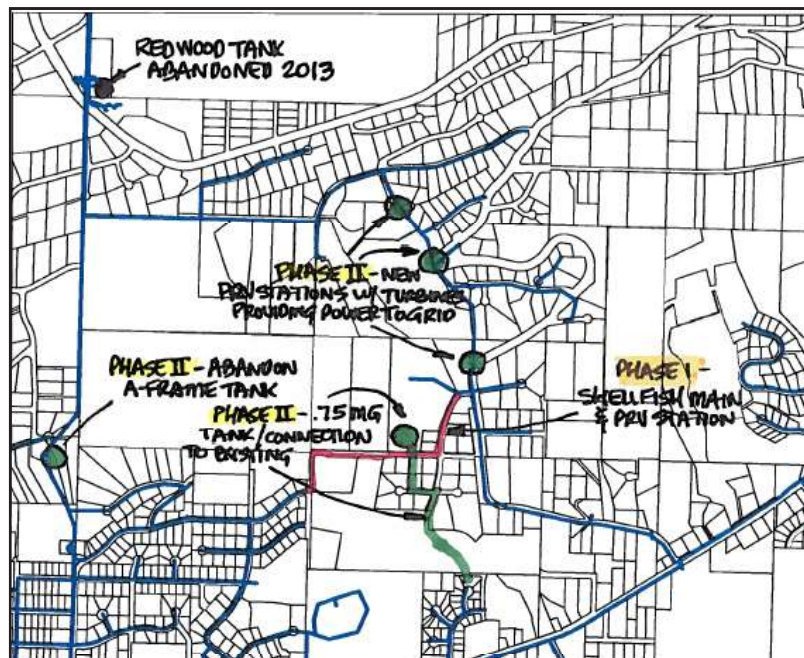 REDWOOD TANK
ABANDONED 2013
PHASE II - NEW
PRV STATIONS W/ TURBINES
PROVIDING POWER TO GRID
PHASE II - ABANDON
A-FRAME TANK
PHASE II - .75 MG
TANK/CONNECTION
TO EXISTING
PHASE 1 -
SHELLFISH MAIN
& PRV STATION